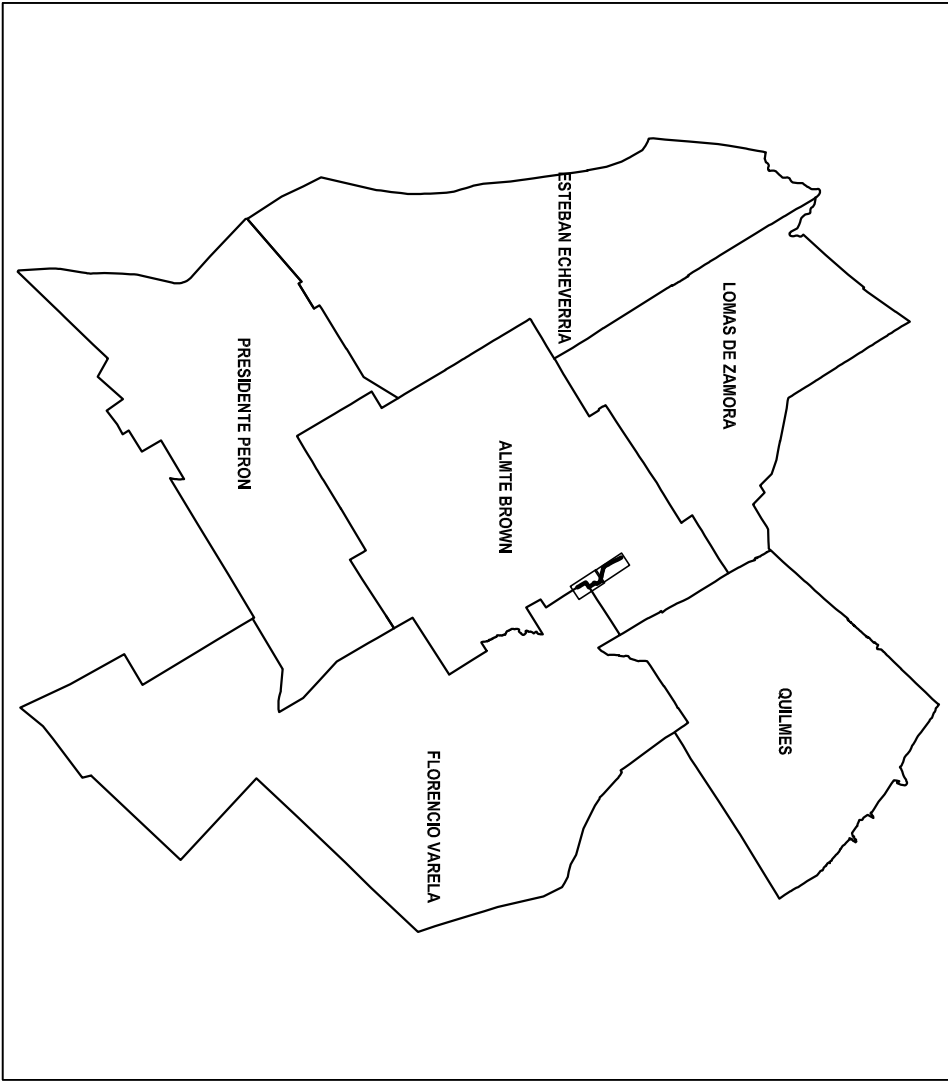 QUILMES
LOMAS DE ZAMORA
ESTEBAN ECHEVERRIA
ALMTE BROWN
FLORENCIO VARELA
PRESIDENTE PERON